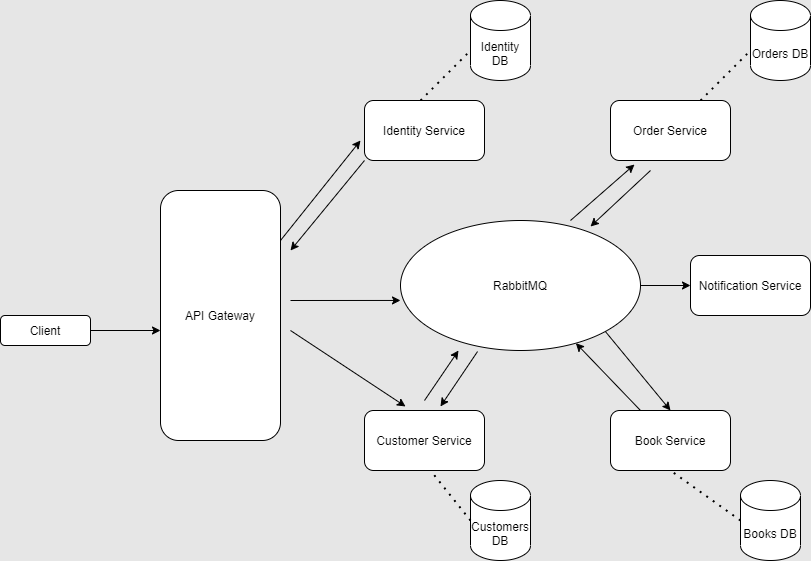 Identity
DB
Orders DB
Identity Service
Order Service
RabbitMQ
Notification Service
API Gateway
Client
Customer Service
Book Service
Customers
DB
Books DB